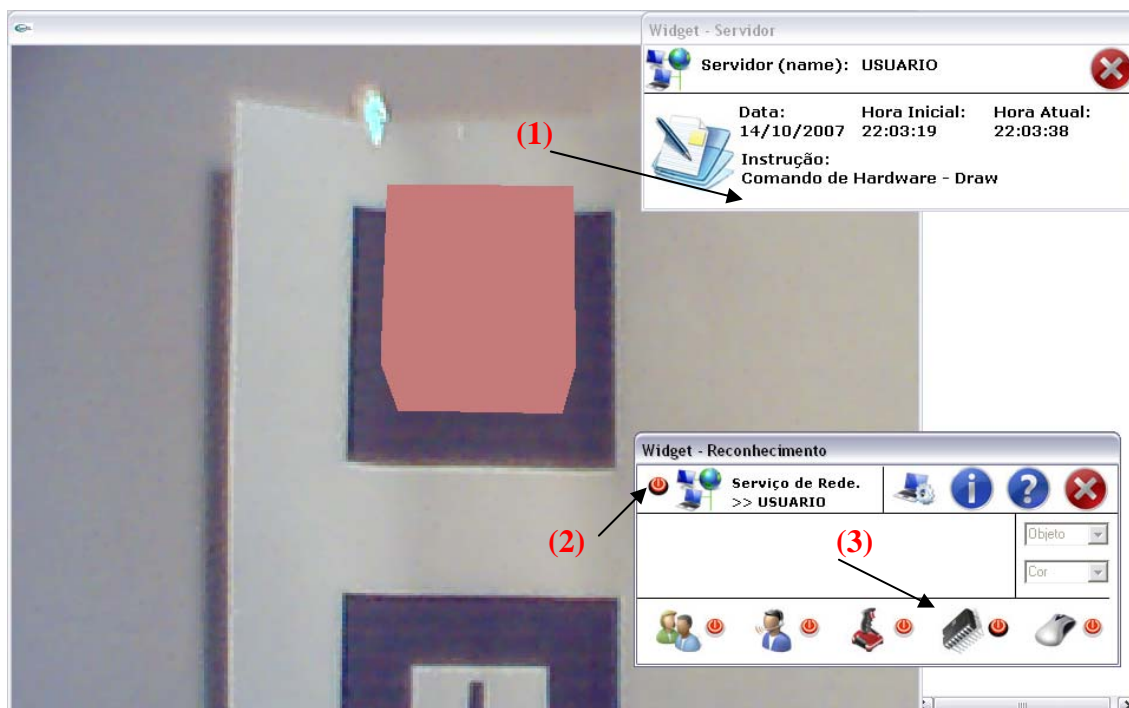 Widget - Servidor
Servidor (name): USUARIO
Data: Hora Inicial: Hora Atual:
14/10/2007 22:03:19 22:03:38
Instrução:
Comando de Hardware - Draw
(1)
Widget - Reconhecimento
Serviço de Rede.
>> USUARIO
(2)
(3)
Objeto
Cor